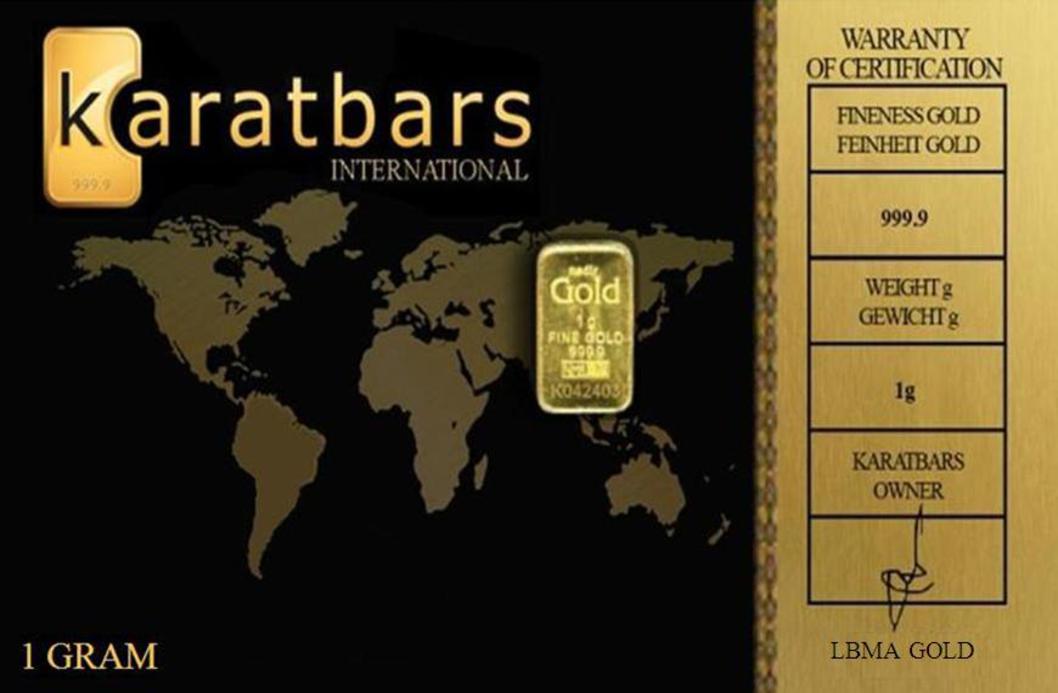 karatbars
INTERNATIONAL
999.9
nadir
Gold
1g
FINE GOLD
999.9
K042403
1 GRAM
WARRANTY
OF CERTIFICATION
FINENESS GOLD
FEINHEIT GOLD
999.9
WEIGHT g
GEWICHT g
1g
KARATBARS
OWNER
LBMA GOLD